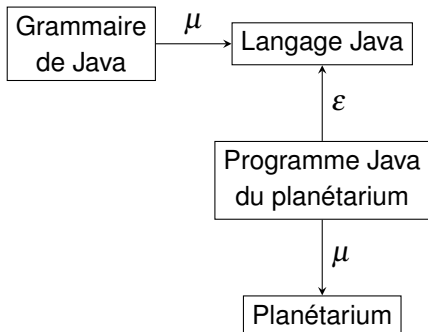 Grammaire
de Java
μ
Langage Java
ε
Programme Java
du planétarium
μ
Planétarium